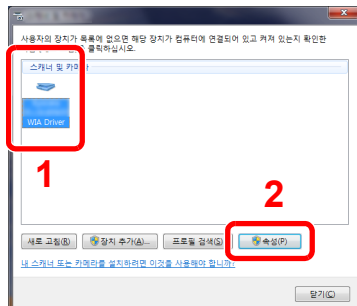 사용자의 장치가 목록에 없으면 해당 장치가 컴퓨터에 연결되어 있고 켜져 있는지 확인한
클릭하십시오.
스캐너 및 카메라
WIA Driver
1
2
새로 고침(R)
장치 추가(A)...
프로필 검색(S)
속성(P)
내 스캐너 또는 카메라를 설치하려면 이것을 사용해야 합니까?
닫기(C)